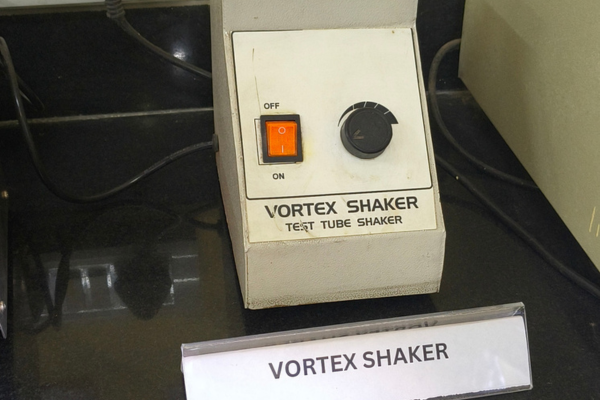 OFF
ON
VORTEX SHAKER
TEST TUBE SHAKER
VORTEX SHAKER